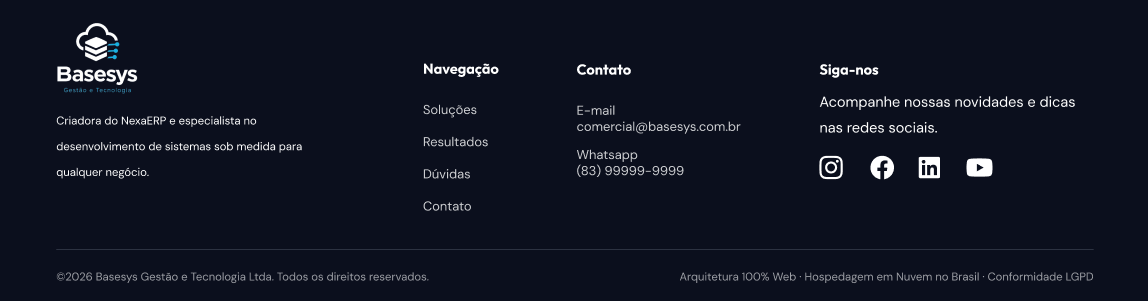 Basesys
Gestão e Tecnologia
Criadora do NexaERP e especialista no
desenvolvimento de sistemas sob medida para
qualquer negócio.
Navegação
Soluções
Resultados
Dúvidas
Contato
Contato
E-mail
comercial@basesys.com.br
Whatsapp
(83) 99999-9999
Siga-nos
Acompanhe nossas novidades e dicas
nas redes sociais.
©2026 Basesys Gestão e Tecnologia Ltda. Todos os direitos reservados.
Arquitetura 100% Web · Hospedagem em Nuvem no Brasil · Conformidade LGPD